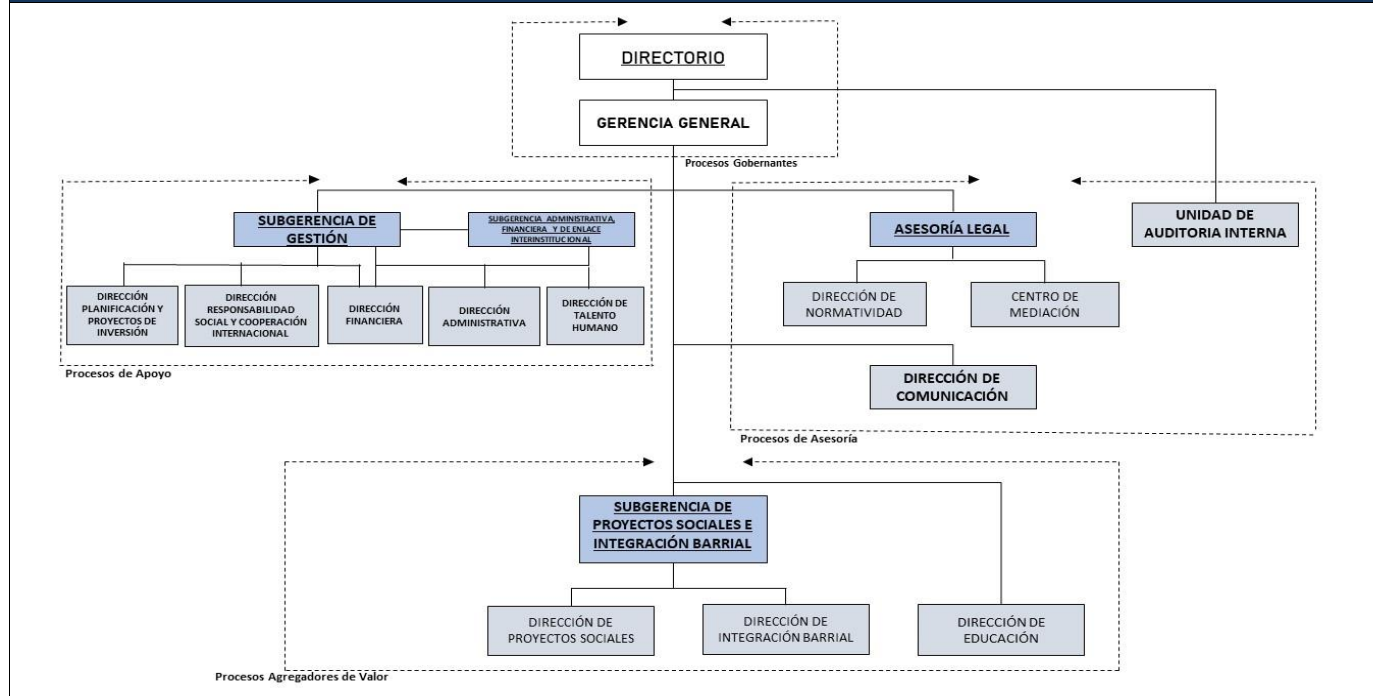 DIRECTORIO
GERENCIA GENERAL
Procesos Gobernantes
SUBGERENCIA DE
GESTIÓN
SUBGERENCIA ADMINISTRATIVA,
FINANCIERA Y DE ENLACE
INTERINSTITUCIONAL
DIRECCIÓN
PLANIFICACIÓN Y
PROYECTOS DE
INVERSIÓN
DIRECCIÓN
RESPONSABILIDAD
SOCIAL Y COOPERACIÓN
INTERNACIONAL
DIRECCIÓN
FINANCIERA
DIRECCIÓN
ADMINISTRATIVA
DIRECCIÓN DE
TALENTO
HUMANO
Procesos de Apoyo
ASESORÍA LEGAL
UNIDAD DE
AUDITORIA INTERNA
DIRECCIÓN DE
NORMATIVIDAD
CENTRO DE
MEDIACIÓN
DIRECCIÓN DE
COMUNICACIÓN
Procesos de Asesoría
SUBGERENCIA DE
PROYECTOS SOCIALES E
INTEGRACIÓN BARRIAL
DIRECCIÓN DE
PROYECTOS SOCIALES
DIRECCIÓN DE
INTEGRACIÓN BARRIAL
DIRECCIÓN DE
EDUCACIÓN
Procesos Agregadores de Valor